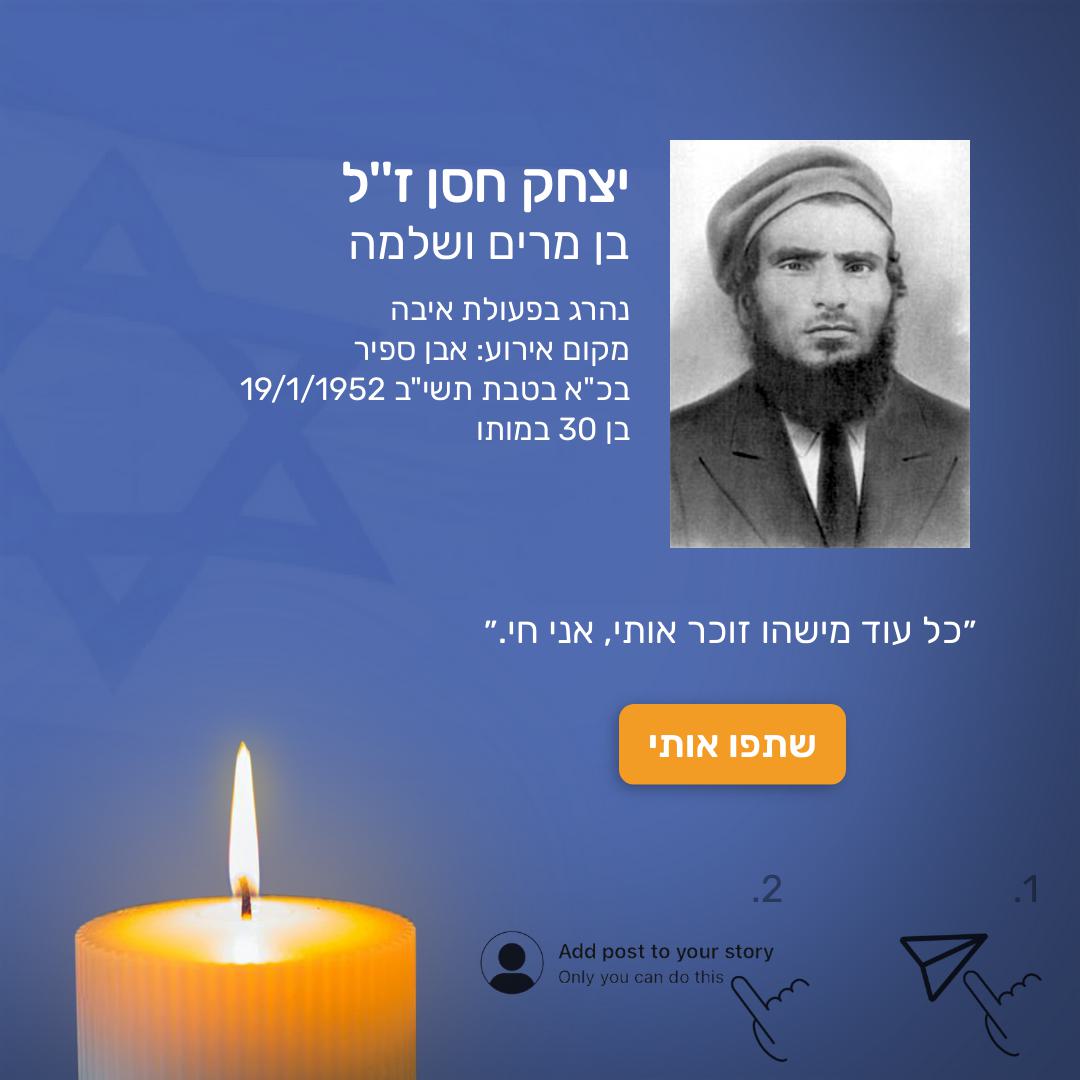 יצחק חסן ז"ל
בן מרים ושלמה
נהרג בפעולת איבה
מקום אירוע: אבן ספיר
בכ"א בטבת תשי"ב 19/1/1952
בן 30 במותו
״כל עוד מישהו זוכר אותי, אני חי.״
שתפו אותי
1.
2.
Add post to your story
Only you can do this